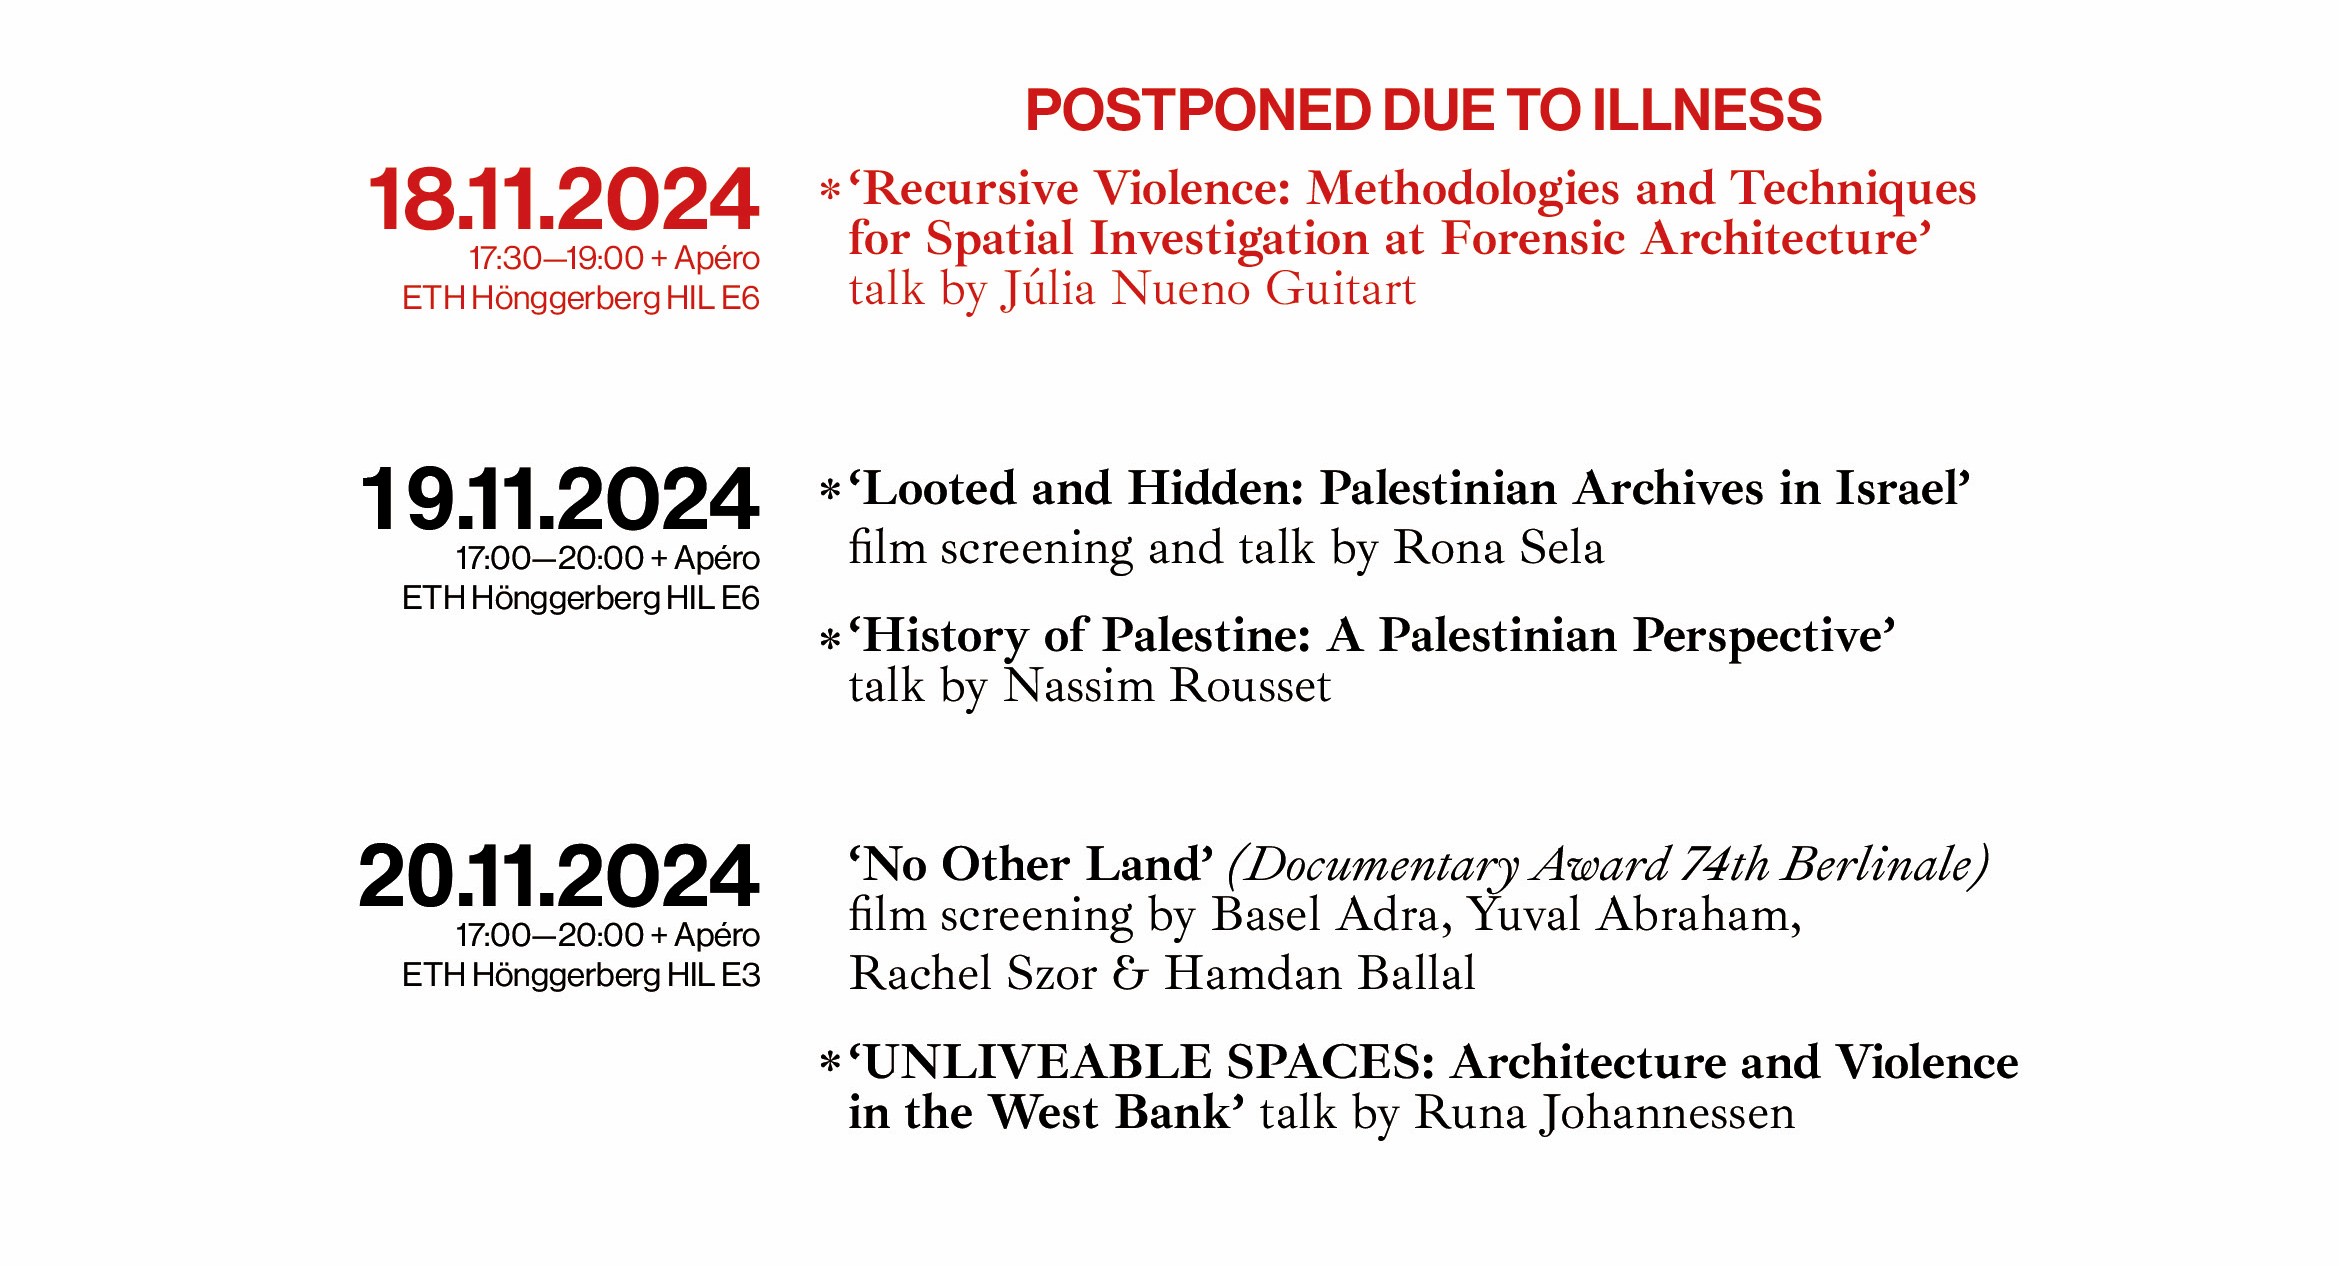 POSTPONED DUE TO ILLNESS
18.11.2024
17:30—19:00 + Apéro
ETH Hönggerberg HIL E6
*‘Recursive Violence: Methodologies and Techniques
for Spatial Investigation at Forensic Architecture’
talk by Júlia Nueno Guitart
19.11.2024
17:00—20:00 + Apéro
ETH Hönggerberg HIL E6
*‘Looted and Hidden: Palestinian Archives in Israel’
film screening and talk by Rona Sela
*‘History of Palestine: A Palestinian Perspective’
talk by Nassim Rousset
20.11.2024
17:00—20:00 + Apéro
ETH Hönggerberg HIL E3
‘No Other Land’ (Documentary Award 74th Berlinale)
film screening by Basel Adra, Yuval Abraham,
Rachel Szor & Hamdan Ballal
*‘UNLIVEABLE SPACES: Architecture and Violence
in the West Bank’ talk by Runa Johannessen